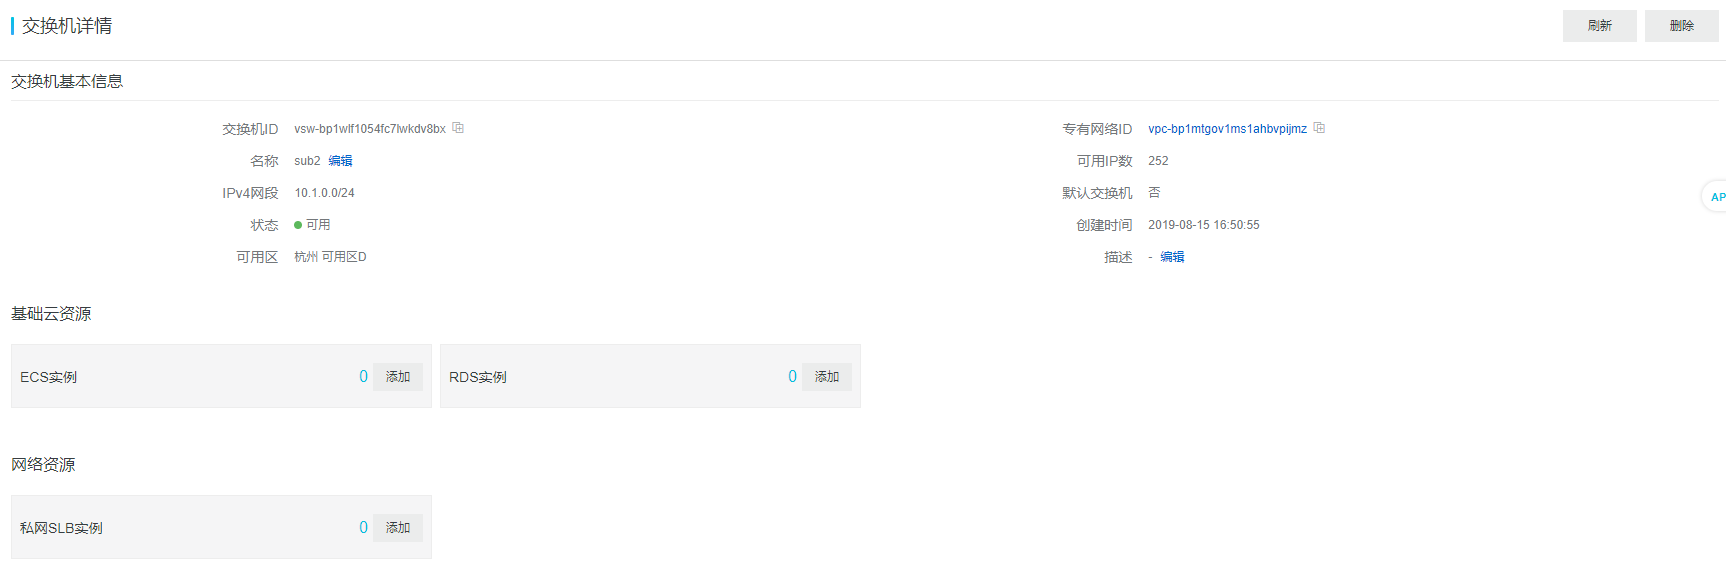 交换机详情
刷新 删除
交换机基本信息
交换机ID vsw-bp1wlf1054fc7lwkdv8bx 专有网络ID vpc-bp1mtgov1ms1ahbvpijmz
名称 sub2 编辑 可用IP数 252
IPv4网段 10.1.0.0/24 默认交换机 否
状态 可用 创建时间 2019-08-15 16:50:55
可用区 杭州 可用区D 描述 - 编辑
AP
基础云资源
ECS实例 0 添加 RDS实例 0 添加
网络资源
私网SLB实例 0 添加